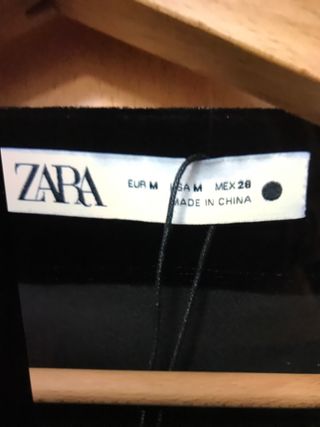 ZARA
EUR M USA M MEX 28
MADE IN CHINA